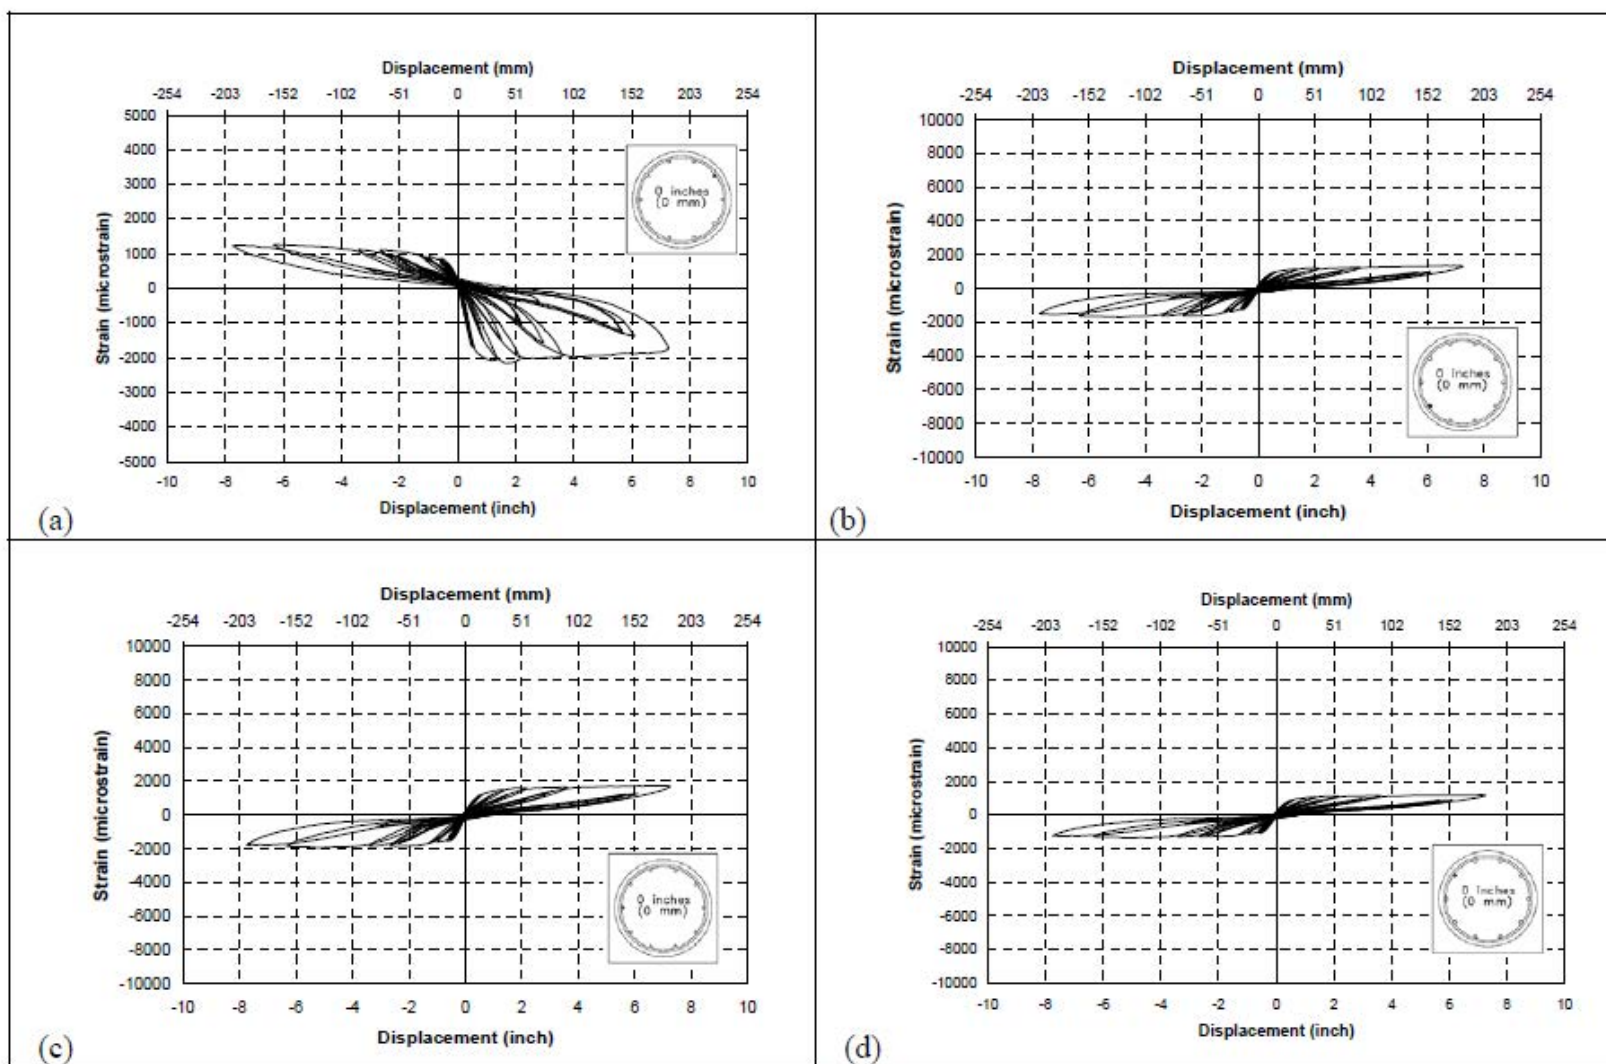 Displacement (mm)
-254 -203 -152 -102 -51 0 51 102 152 203 254
5000
4000
3000
2000
1000
0
-1000
-2000
-3000
-4000
-5000
Strain (microstrain)
0 inches
(0 mm)
-10 -8 -6 -4 -2 0 2 4 6 8 10
Displacement (inch)
(a)
Displacement (mm)
-254 -203 -152 -102 -51 0 51 102 152 203 254
10000
8000
6000
4000
2000
0
-2000
-4000
-6000
-8000
-10000
Strain (microstrain)
0 inches
(0 mm)
-10 -8 -6 -4 -2 0 2 4 6 8 10
Displacement (inch)
(b)
Displacement (mm)
-254 -203 -152 -102 -51 0 51 102 152 203 254
10000
8000
6000
4000
2000
0
-2000
-4000
-6000
-8000
-10000
Strain (microstrain)
0 inches
(0 mm)
-10 -8 -6 -4 -2 0 2 4 6 8 10
Displacement (inch)
(c)
Displacement (mm)
-254 -203 -152 -102 -51 0 51 102 152 203 254
10000
8000
6000
4000
2000
0
-2000
-4000
-6000
-8000
-10000
Strain (microstrain)
0 inches
(0 mm)
-10 -8 -6 -4 -2 0 2 4 6 8 10
Displacement (inch)
(d)